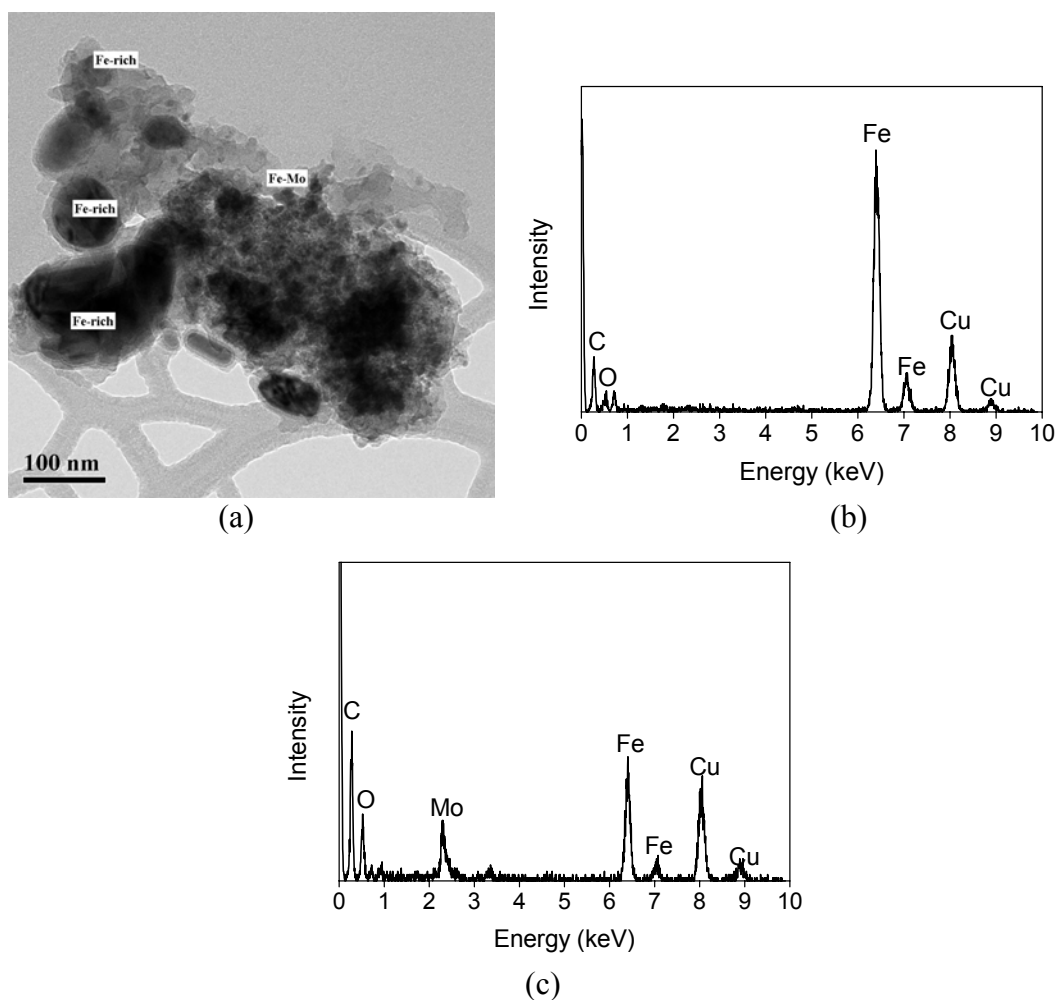 Fe-rich
Fe-Mo
Fe-rich
Fe-rich
100 nm
(a)
Intensity
C
O
Fe
Fe
Cu
Cu
0 1 2 3 4 5 6 7 8 9 10
Energy (keV)
(b)
Intensity
C
O
Mo
Fe
Fe
Cu
Cu
0 1 2 3 4 5 6 7 8 9 10
Energy (keV)
(c)